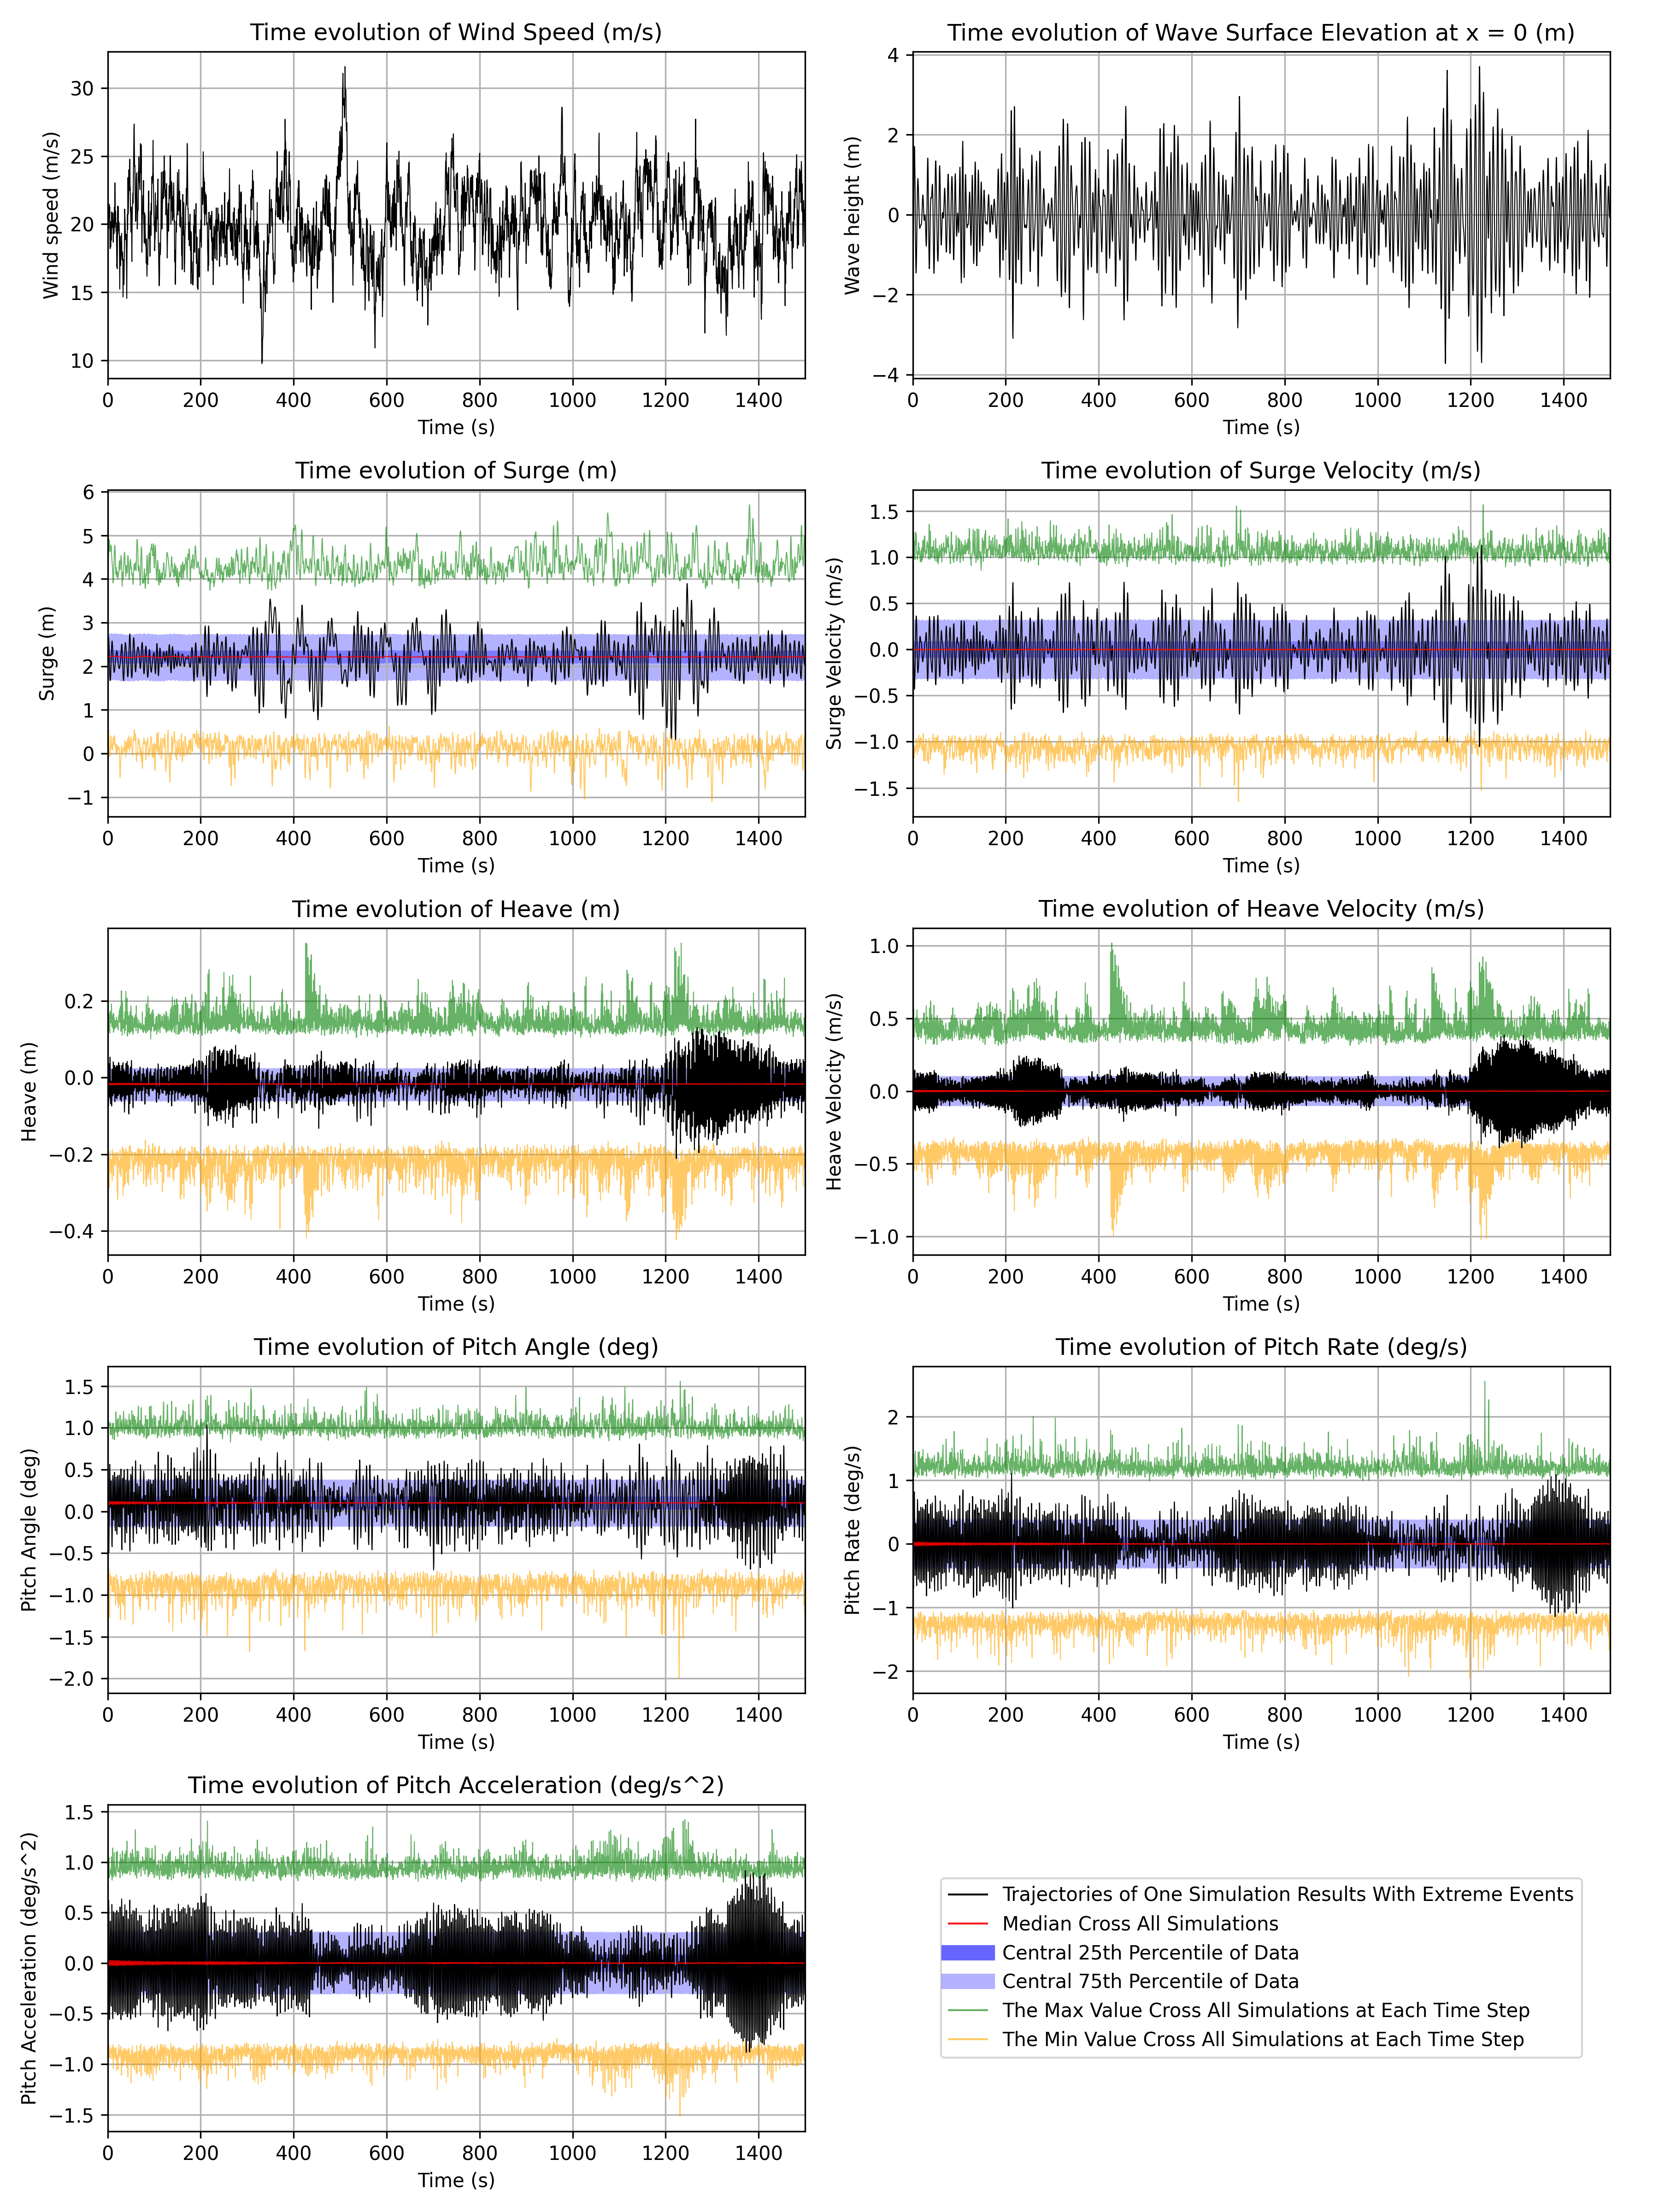 Time evolution of Wind Speed (m/s)
Wind speed (m/s)
30
25
20
15
10
0 200 400 600 800 1000 1200 1400
Time (s)
Time evolution of Wave Surface Elevation at x = 0 (m)
Wave height (m)
4
2
0
−2
−4
0 200 400 600 800 1000 1200 1400
Time (s)
Time evolution of Surge (m)
Surge (m)
6
5
4
3
2
1
0
−1
0 200 400 600 800 1000 1200 1400
Time (s)
Time evolution of Surge Velocity (m/s)
Surge Velocity (m/s)
1.5
1.0
0.5
0.0
−0.5
−1.0
−1.5
0 200 400 600 800 1000 1200 1400
Time (s)
Time evolution of Heave (m)
Heave (m)
0.2
0.0
−0.2
−0.4
0 200 400 600 800 1000 1200 1400
Time (s)
Time evolution of Heave Velocity (m/s)
Heave Velocity (m/s)
1.0
0.5
0.0
−0.5
−1.0
0 200 400 600 800 1000 1200 1400
Time (s)
Time evolution of Pitch Angle (deg)
Pitch Angle (deg)
1.5
1.0
0.5
0.0
−0.5
−1.0
−1.5
−2.0
0 200 400 600 800 1000 1200 1400
Time (s)
Time evolution of Pitch Rate (deg/s)
Pitch Rate (deg/s)
2
1
0
−1
−2
0 200 400 600 800 1000 1200 1400
Time (s)
Time evolution of Pitch Acceleration (deg/s^2)
Pitch Acceleration (deg/s^2)
1.5
1.0
0.5
0.0
−0.5
−1.0
−1.5
0 200 400 600 800 1000 1200 1400
Time (s)
Trajectories of One Simulation Results With Extreme Events
Median Cross All Simulations
Central 25th Percentile of Data
Central 75th Percentile of Data
The Max Value Cross All Simulations at Each Time Step
The Min Value Cross All Simulations at Each Time Step